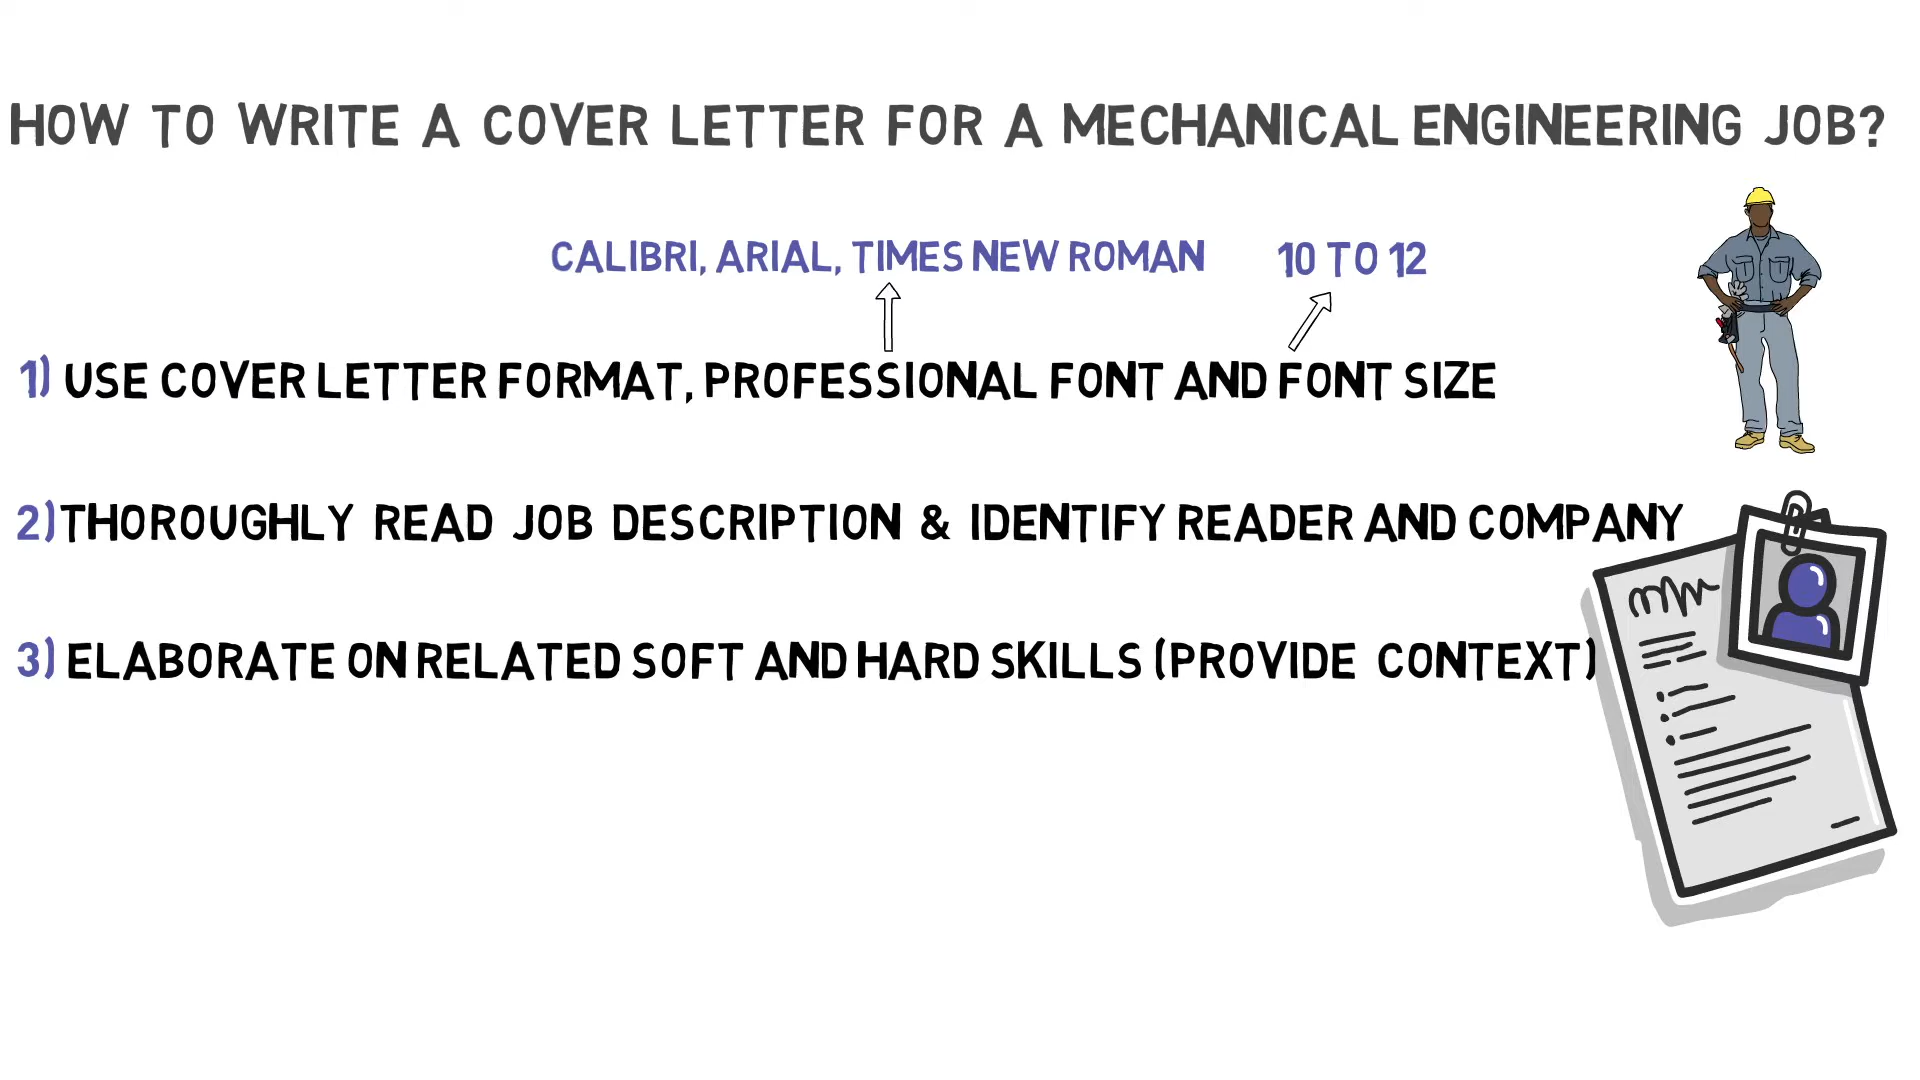 HOW TO WRITE A COVER LETTER FOR A MECHANICAL ENGINEERING JOB?
CALIBRI, ARIAL, TIMES NEW ROMAN 10 TO 12
1) USE COVER LETTER FORMAT, PROFESSIONAL FONT AND FONT SIZE
2) THOROUGHLY READ JOB DESCRIPTION & IDENTIFY READER AND COMPANY
3) ELABORATE ON RELATED SOFT AND HARD SKILLS (PROVIDE CONTEXT)